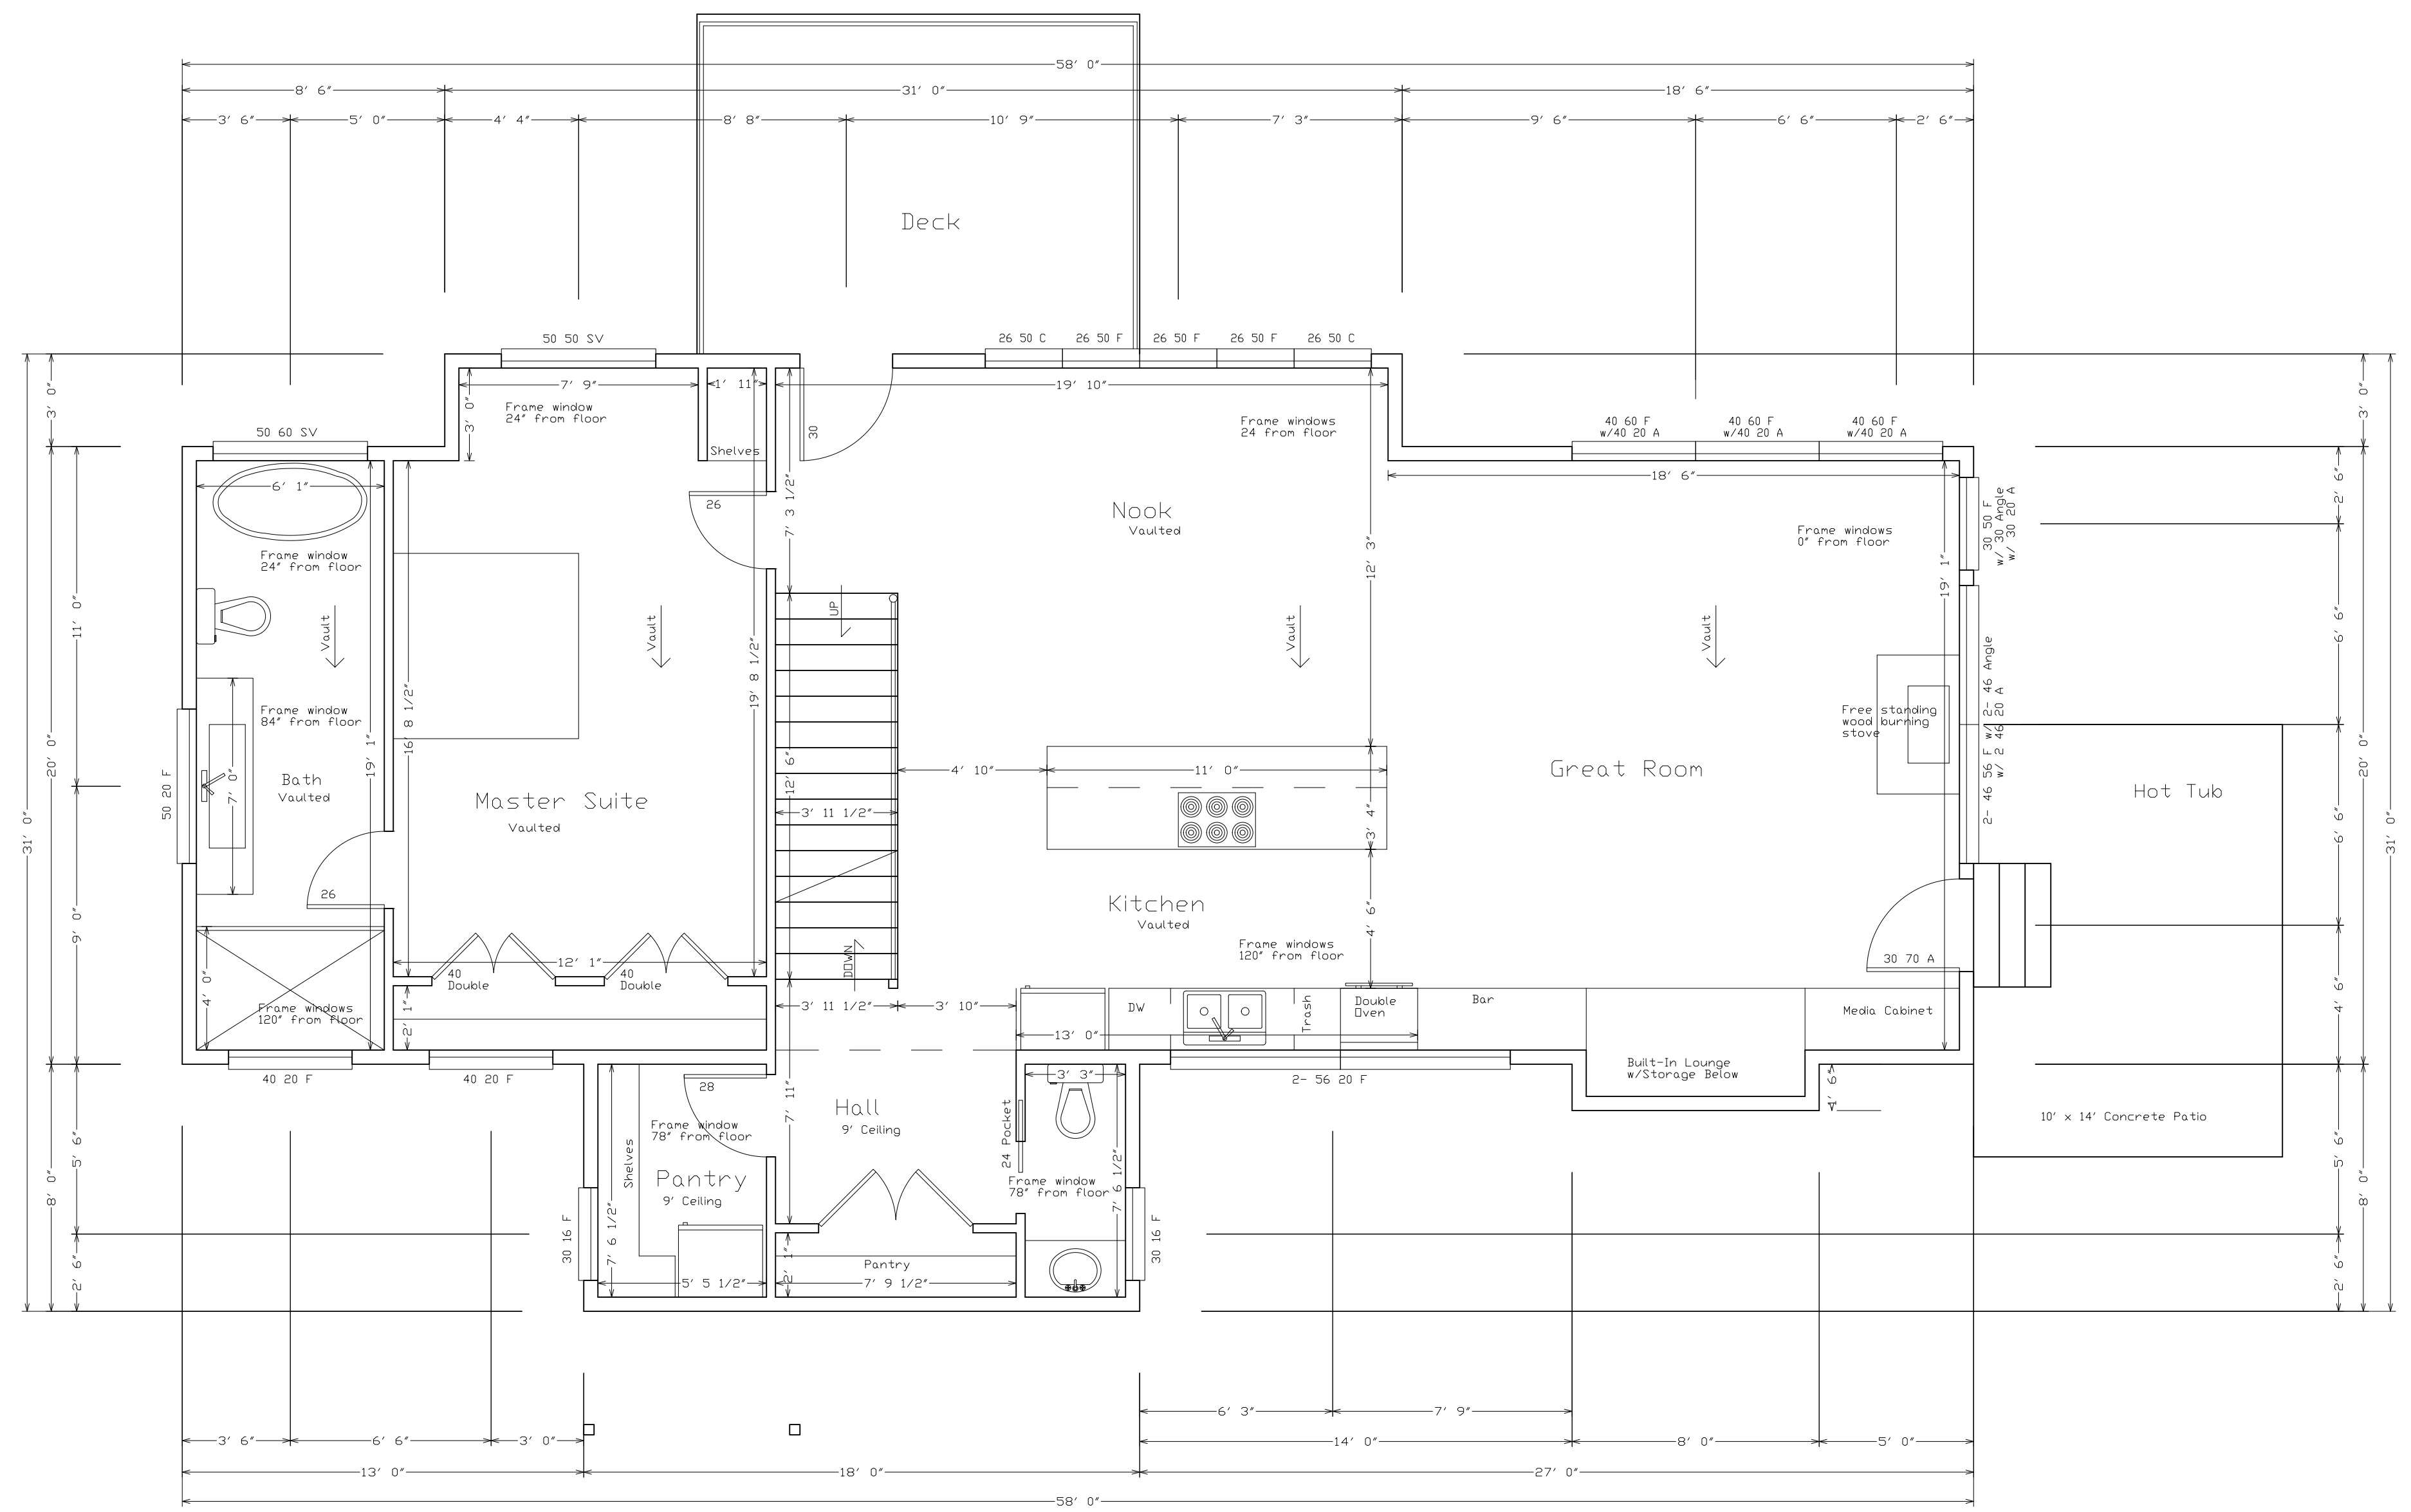 58' 0"
8' 6"
31' 0"
18' 6"
3' 6"
5' 0"
4' 4"
8' 8"
10' 9"
7' 3"
9' 6"
6' 6"
2' 6"
Deck
50 50 SV
26 50 C
26 50 F
26 50 F
26 50 F
26 50 C
7' 9"
1' 11"
19' 10"
3' 0"
3' 0"
3' 0"
Frame window
24" from floor
Frame windows
24 from floor
40 60 F
w/40 20 A
40 60 F
w/40 20 A
40 60 F
w/40 20 A
50 60 SV
30
Shelves
18' 6"
6' 1"
26
7' 3 1/2"
Nook
Vaulted
Frame windows
0" from floor
30 50 F
w/ 30 Angle
w/ 30 20 A
2' 6"
Frame window
24" from floor
12' 3"
19' 1"
11' 0"
Vault
Vault
Vault
Vault
6' 6"
Frame window
84" from floor
16' 8 1/2"
19' 8 1/2"
UP
Free standing
wood burning
stove
2- 46 56 F w/ 2- 46 Angle
w/ 2 46 20 A
20' 0"
19' 1"
7' 0"
50 20 F
Bath
Vaulted
Master Suite
Vaulted
12' 6"
3' 11 1/2"
4' 10"
11' 0"
3' 4"
Great Room
Hot Tub
6' 6"
20' 0"
31' 0"
31' 0"
26
9' 0"
Kitchen
Vaulted
4' 6"
Frame windows
120" from floor
30 70 A
12' 1"
40
Double
40
Double
DOWN
4' 0"
Frame windows
120" from floor
2' 1"
3' 11 1/2"
3' 10"
DW
Trash
Double
Oven
Bar
Media Cabinet
13' 0"
4' 6"
40 20 F
40 20 F
28
3' 3"
2- 56 20 F
Built-In Lounge
w/Storage Below
1' 6"
7' 11"
Hall
9' Ceiling
24 Pocket
10' x 14' Concrete Patio
Frame window
78" from floor
Shelves
Pantry
9' Ceiling
Frame window
78" from floor
7' 6 1/2"
7' 6 1/2"
5' 6"
8' 0"
5' 6"
8' 0"
30 16 F
30 16 F
2' 1"
Pantry
5' 5 1/2"
7' 9 1/2"
2' 6"
2' 6"
6' 3"
7' 9"
3' 6"
6' 6"
3' 0"
14' 0"
8' 0"
5' 0"
13' 0"
18' 0"
27' 0"
58' 0"